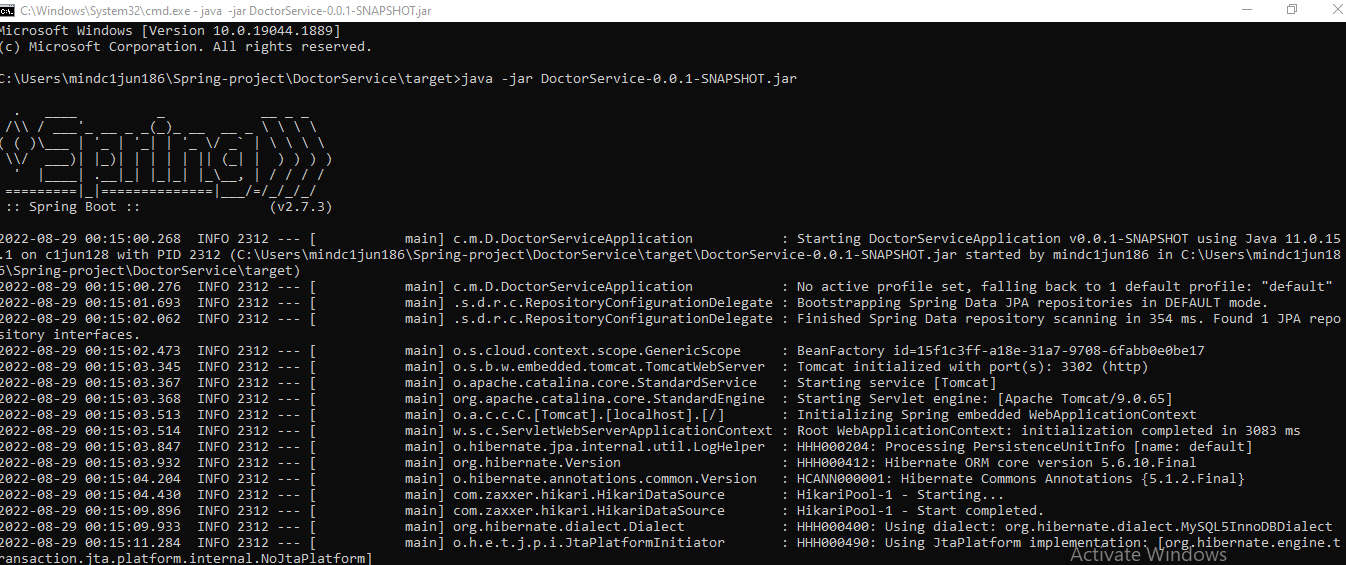 C:\Windows\System32\cmd.exe - java -jar DoctorService-0.0.1-SNAPSHOT.jar
Microsoft Windows [Version 10.0.19044.1889]
(c) Microsoft Corporation. All rights reserved.
C:\Users\mindc1jun186\Spring-project\DoctorService\target>java -jar DoctorService-0.0.1-SNAPSHOT.jar
Spring
:: Spring Boot :: (v2.7.3)
2022-08-29 00:15:00.268 INFO 2312 --- [ main] c.m.D.DoctorServiceApplication : Starting DoctorServiceApplication v0.0.1-SNAPSHOT using Java 11.0.15
.1 on c1jun128 with PID 2312 (C:\Users\mindc1jun186\Spring-project\DoctorService\target\DoctorService-0.0.1-SNAPSHOT.jar started by mindc1jun186 in C:\Users\mindc1jun18
6\Spring-project\DoctorService\target)
2022-08-29 00:15:00.276 INFO 2312 --- [ main] c.m.D.DoctorServiceApplication : No active profile set, falling back to 1 default profile: "default"
2022-08-29 00:15:01.693 INFO 2312 --- [ main] .s.d.r.c.RepositoryConfigurationDelegate : Bootstrapping Spring Data JPA repositories in DEFAULT mode.
2022-08-29 00:15:02.062 INFO 2312 --- [ main] .s.d.r.c.RepositoryConfigurationDelegate : Finished Spring Data repository scanning in 354 ms. Found 1 JPA repo
sitory interfaces.
2022-08-29 00:15:02.473 INFO 2312 --- [ main] o.s.cloud.context.scope.GenericScope : BeanFactory id=15f1c3ff-a18e-31a7-9708-6fabb0e0be17
2022-08-29 00:15:03.345 INFO 2312 --- [ main] o.s.b.w.embedded.tomcat.TomcatWebServer : Tomcat initialized with port(s): 3302 (http)
2022-08-29 00:15:03.367 INFO 2312 --- [ main] o.apache.catalina.core.StandardService : Starting service [Tomcat]
2022-08-29 00:15:03.368 INFO 2312 --- [ main] org.apache.catalina.core.StandardEngine : Starting Servlet engine: [Apache Tomcat/9.0.65]
2022-08-29 00:15:03.513 INFO 2312 --- [ main] o.a.c.c.C.[Tomcat].[localhost].[/] : Initializing Spring embedded WebApplicationContext
2022-08-29 00:15:03.514 INFO 2312 --- [ main] w.s.c.ServletWebServerApplicationContext : Root WebApplicationContext: initialization completed in 3083 ms
2022-08-29 00:15:03.847 INFO 2312 --- [ main] o.hibernate.jpa.internal.util.LogHelper : HHH000204: Processing PersistenceUnitInfo [name: default]
2022-08-29 00:15:03.932 INFO 2312 --- [ main] org.hibernate.Version : HHH000412: Hibernate ORM core version 5.6.10.Final
2022-08-29 00:15:04.204 INFO 2312 --- [ main] o.hibernate.annotations.common.Version : HCANN000001: Hibernate Commons Annotations {5.1.2.Final}
2022-08-29 00:15:04.430 INFO 2312 --- [ main] com.zaxxer.hikari.HikariDataSource : HikariPool-1 - Starting...
2022-08-29 00:15:09.896 INFO 2312 --- [ main] com.zaxxer.hikari.HikariDataSource : HikariPool-1 - Start completed.
2022-08-29 00:15:09.933 INFO 2312 --- [ main] org.hibernate.dialect.Dialect : HHH000400: Using dialect: org.hibernate.dialect.MySQL5InnoDBDialect
2022-08-29 00:15:11.284 INFO 2312 --- [ main] o.h.e.t.j.p.i.JtaPlatformInitiator : HHH000490: Using JtaPlatform implementation: [org.hibernate.engine.t
ransaction.jta.platform.internal.NoJtaPlatform]
Activate Windows